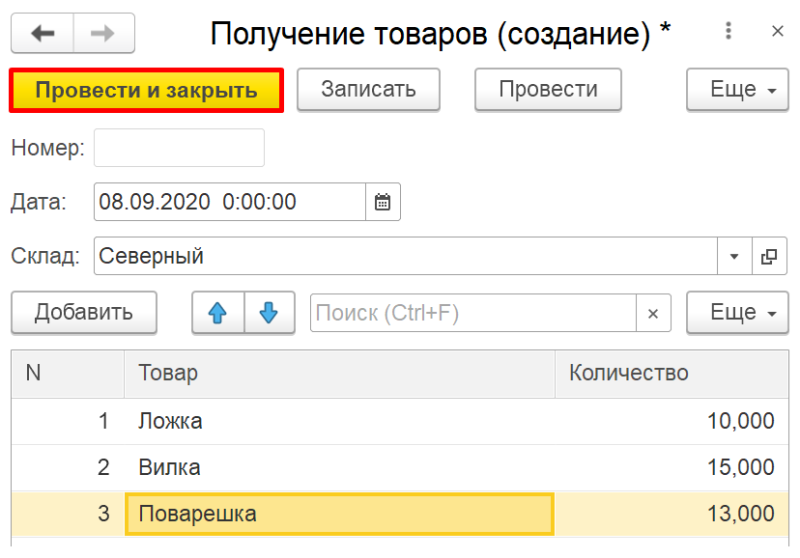 Получение товаров (создание) *
Провести и закрыть Записать Провести Еще
Номер:
Дата: 08.09.2020 0:00:00
Склад: Северный
Добавить Поиск (Ctrl+F) × Еще
N Товар Количество
1 Ложка 10,000
2 Вилка 15,000
3 Поварешка 13,000